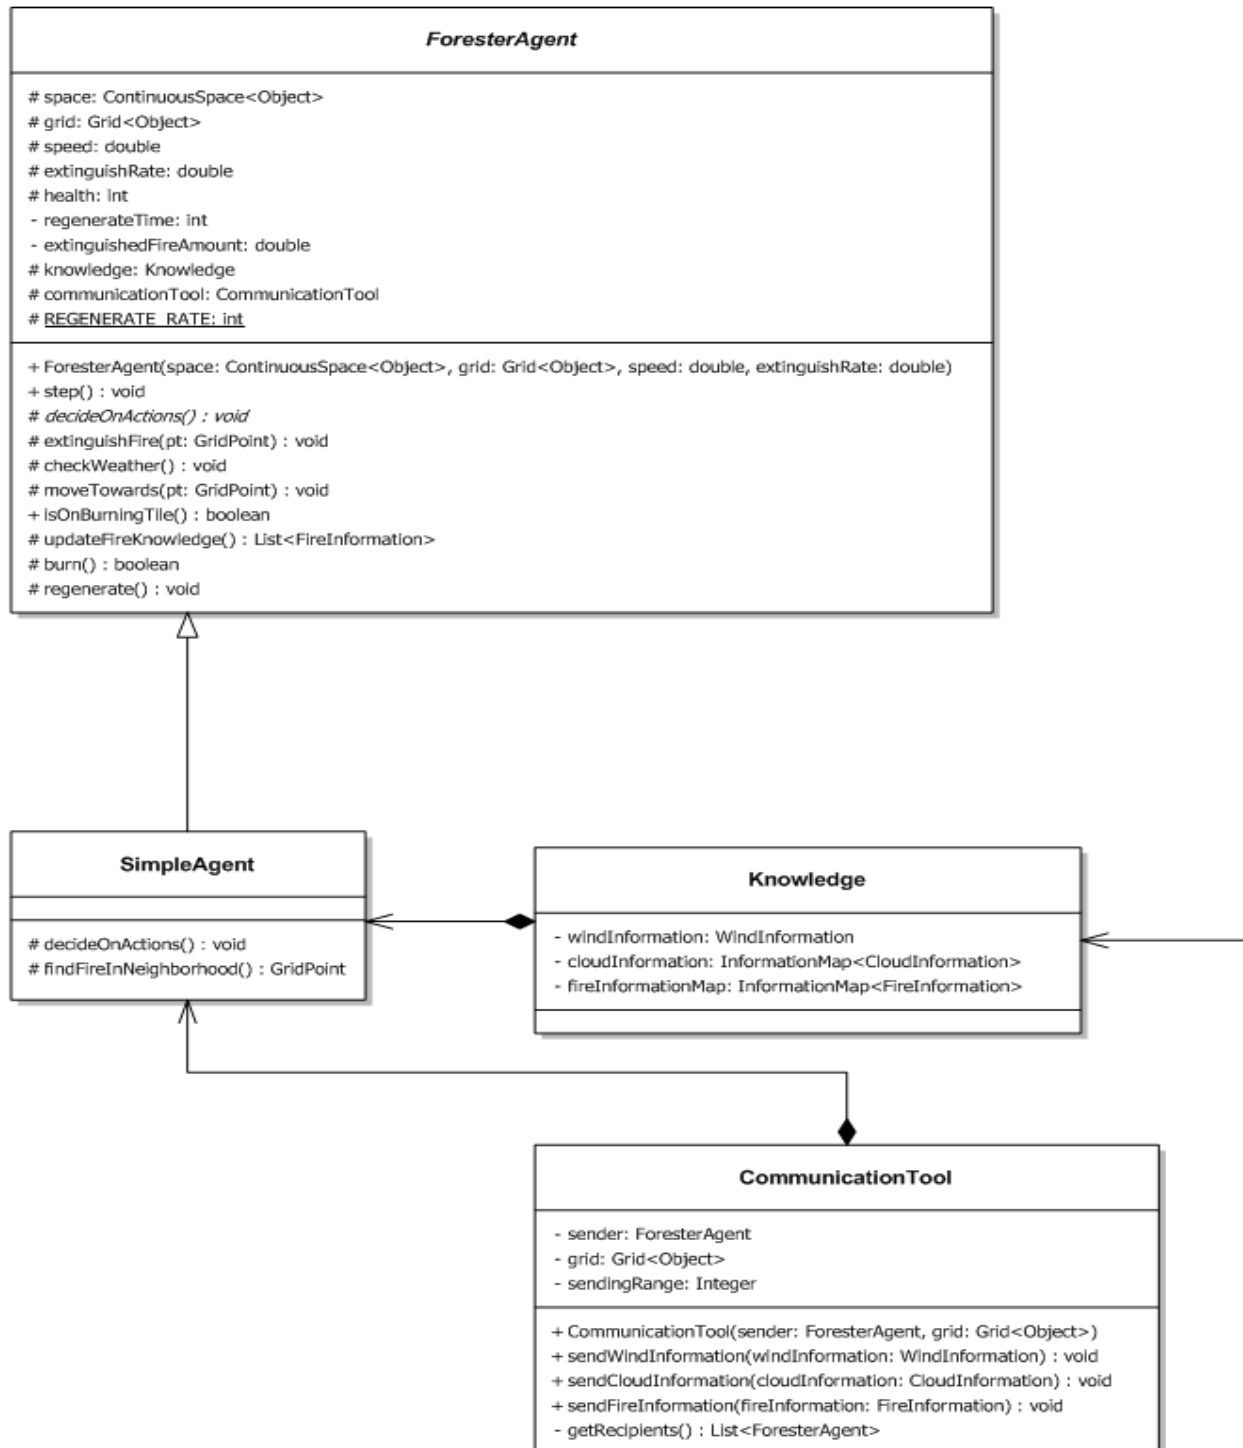 ForesterAgent
# space: ContinuousSpace<Object>
# grid: Grid<Object>
# speed: double
# extinguishRate: double
# health: int
- regenerateTime: int
- extinguishedFireAmount: double
# knowledge: Knowledge
# communicationTool: CommunicationTool
# REGENERATE_RATE: int
+ ForesterAgent(space: ContinuousSpace<Object>, grid: Grid<Object>, speed: double, extinguishRate: double)
+ step() : void
# decideOnActions() : void
# extinguishFire(pt: GridPoint) : void
# checkWeather() : void
# moveTowards(pt: GridPoint) : void
+ isOnBurningTile() : boolean
# updateFireKnowledge() : List<FireInformation>
# burn() : boolean
# regenerate() : void
SimpleAgent
# decideOnActions() : void
# findFireInNeighborhood() : GridPoint
Knowledge
- windInformation: WindInformation
- cloudInformation: InformationMap<CloudInformation>
- fireInformationMap: InformationMap<FireInformation>
CommunicationTool
- sender: ForesterAgent
- grid: Grid<Object>
- sendingRange: Integer
+ CommunicationTool(sender: ForesterAgent, grid: Grid<Object>)
+ sendWindInformation(windInformation: WindInformation) : void
+ sendCloudInformation(cloudInformation: CloudInformation) : void
+ sendFireInformation(fireInformation: FireInformation) : void
- getRecipients() : List<ForesterAgent>